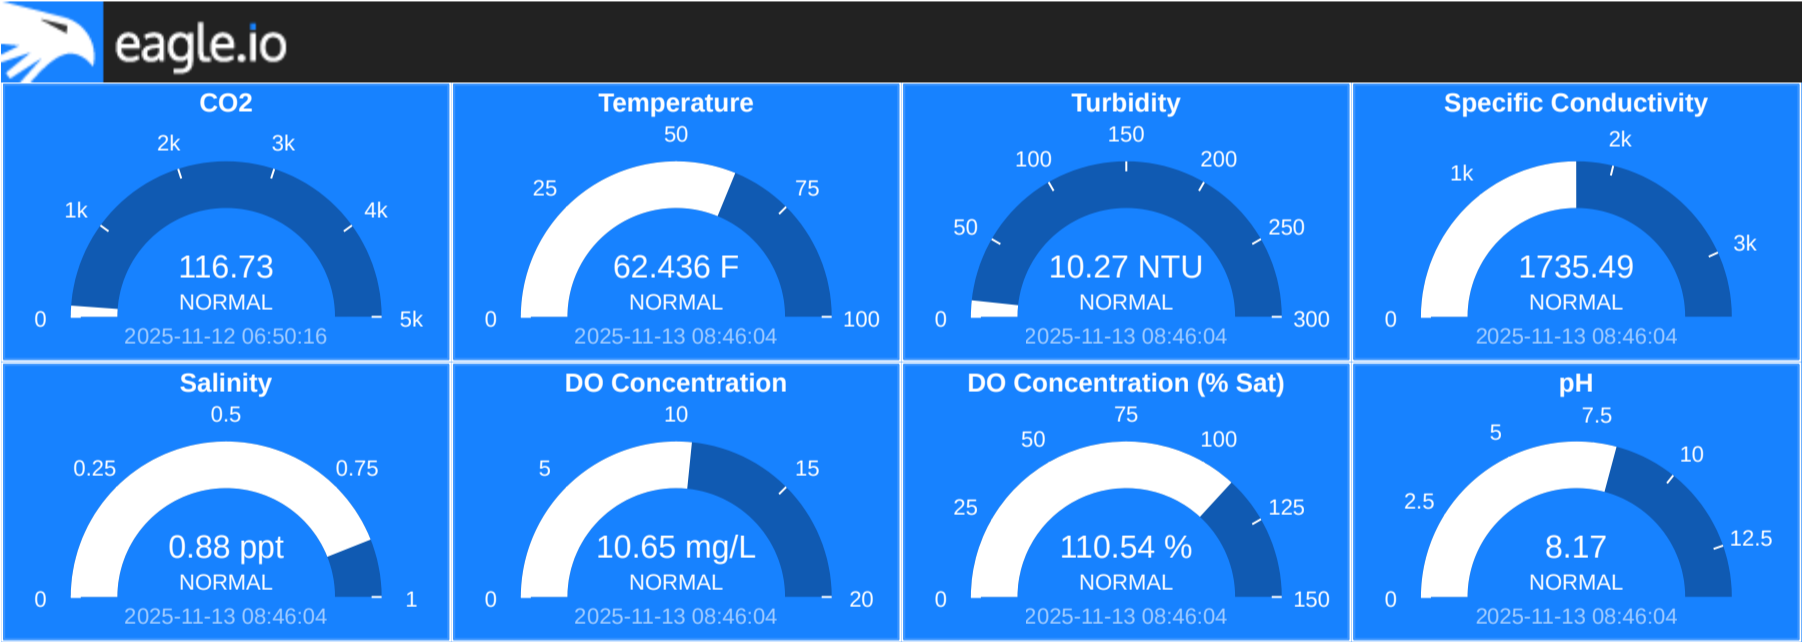 eagle.io
CO2
0
1k
2k
3k
4k
5k
116.73
NORMAL
2025-11-12 06:50:16
Temperature
0
25
50
75
100
62.436 F
NORMAL
2025-11-13 08:46:04
Turbidity
0
50
100
150
200
250
300
10.27 NTU
NORMAL
2025-11-13 08:46:04
Specific Conductivity
0
1k
2k
3k
1735.49
NORMAL
2025-11-13 08:46:04
Salinity
0
0.25
0.5
0.75
1
0.88 ppt
NORMAL
2025-11-13 08:46:04
DO Concentration
0
5
10
15
20
10.65 mg/L
NORMAL
2025-11-13 08:46:04
DO Concentration (% Sat)
0
25
50
75
100
125
150
110.54 %
NORMAL
2025-11-13 08:46:04
pH
0
2.5
5
7.5
10
12.5
8.17
NORMAL
2025-11-13 08:46:04